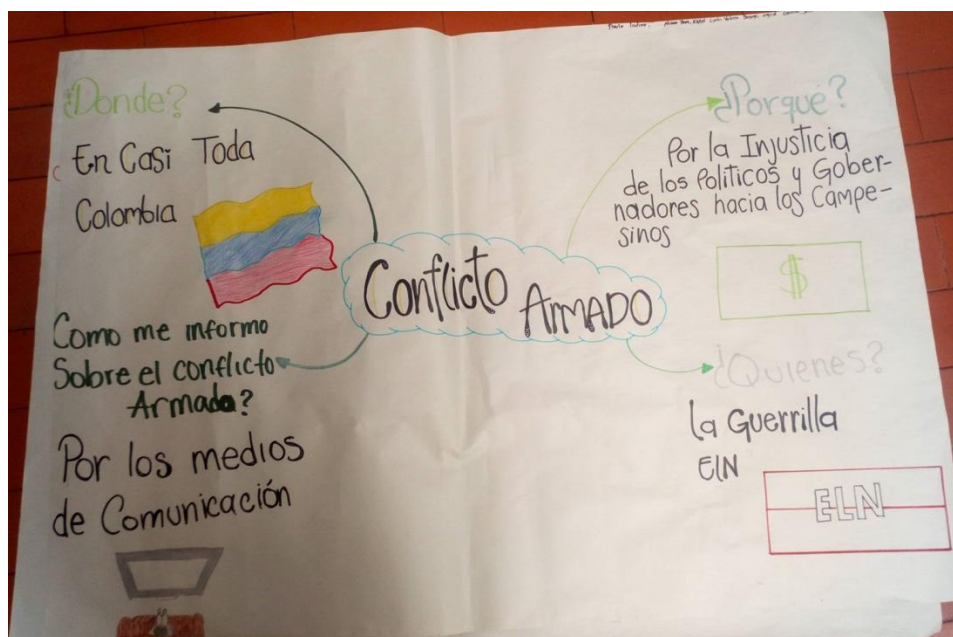 ¿Donde?
En Casi Toda
Colombia
Conflicto ARMADO
Como me informo
Sobre el conflicto
Armado?
Por los medios
de Comunicación
¿Porque?
Por la Injusticia
de los Politicos y Gober-
nadores hacia los Campe-
sinos
$
¿Quienes?
la Guerrilla
ElN
ELN